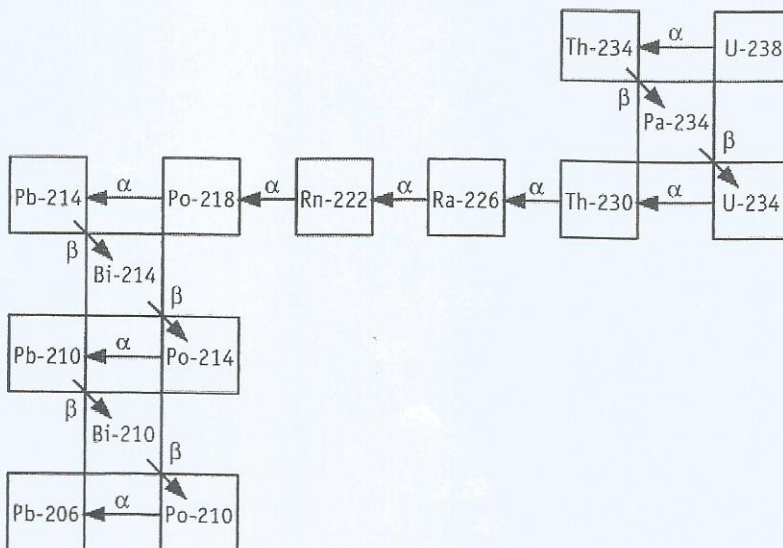 Th-234 α U-238
β Pa-234 β
Pb-214 α Po-218 α Rn-222 α Ra-226 α Th-230 α U-234
β Bi-214 β
Pb-210 α Po-214
β Bi-210 β
Pb-206 α Po-210